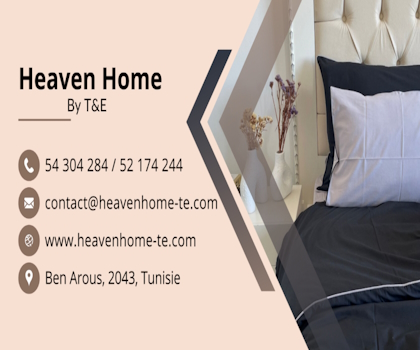 Heaven Home
By T&E
54 304 284 / 52 174 244
contact@heavenhome-te.com
www.heavenhome-te.com
Ben Arous, 2043, Tunisie